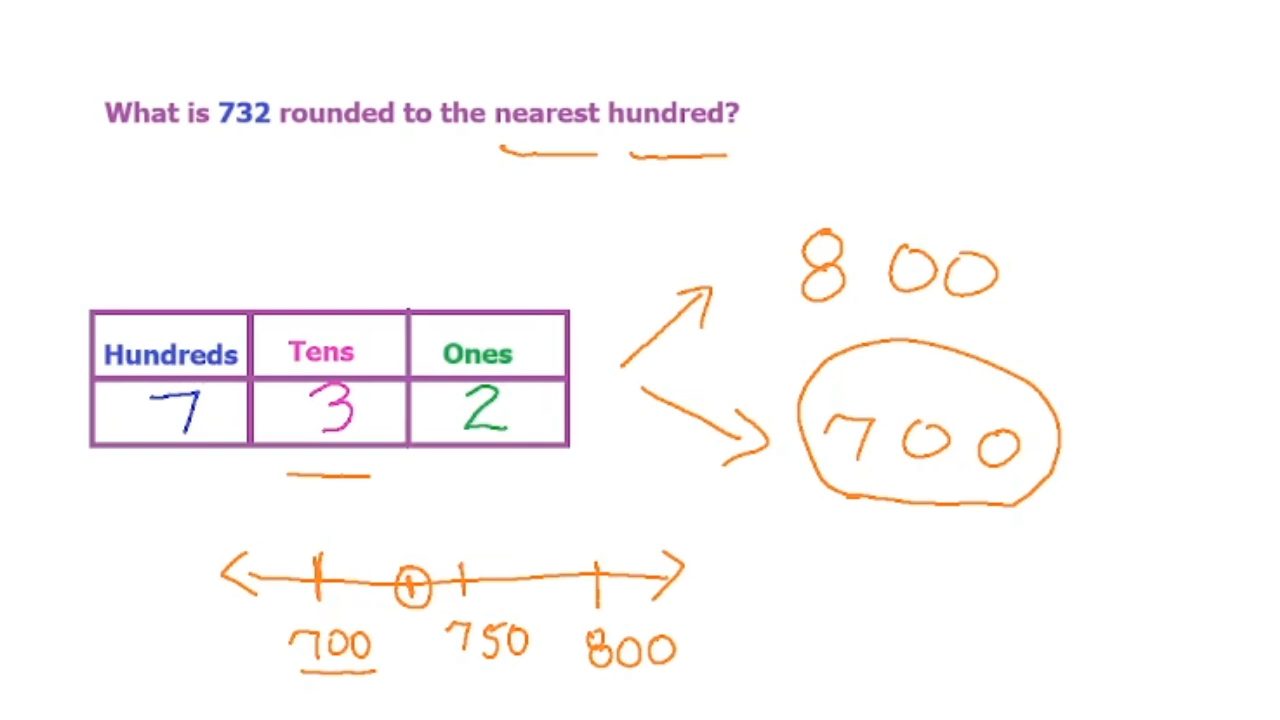 What is 732 rounded to the nearest hundred?
800
Hundreds Tens Ones
7 3 2
700
700 750 800